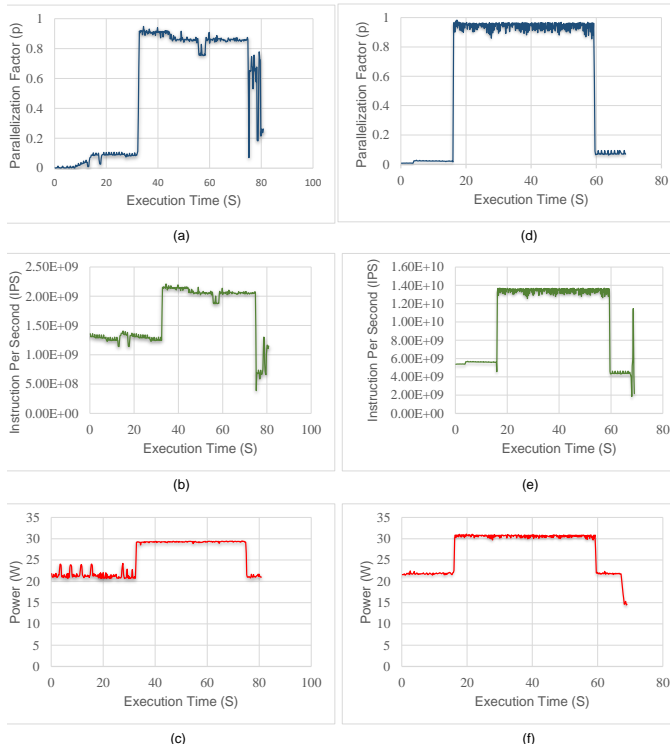 Parallelization Factor (p)
1
0.8
0.6
0.4
0.2
0
0 20 40 60 80 100
Execution Time (S)
(a)
Parallelization Factor (p)
1
0.8
0.6
0.4
0.2
0
0 20 40 60 80
Execution Time (S)
(d)
Instruction Per Second (IPS)
2.50E+09
2.00E+09
1.50E+09
1.00E+09
5.00E+08
0.00E+00
0 20 40 60 80 100
Execution Time (S)
(b)
Instruction Per Second (IPS)
1.60E+10
1.40E+10
1.20E+10
1.00E+10
8.00E+09
6.00E+09
4.00E+09
2.00E+09
0.00E+00
0 20 40 60 80
Execution Time (S)
(e)
Power (W)
35
30
25
20
15
10
5
0
0 20 40 60 80 100
Execution Time (S)
(c)
Power (W)
35
30
25
20
15
10
5
0
0 20 40 60 80
Execution Time (S)
(f)